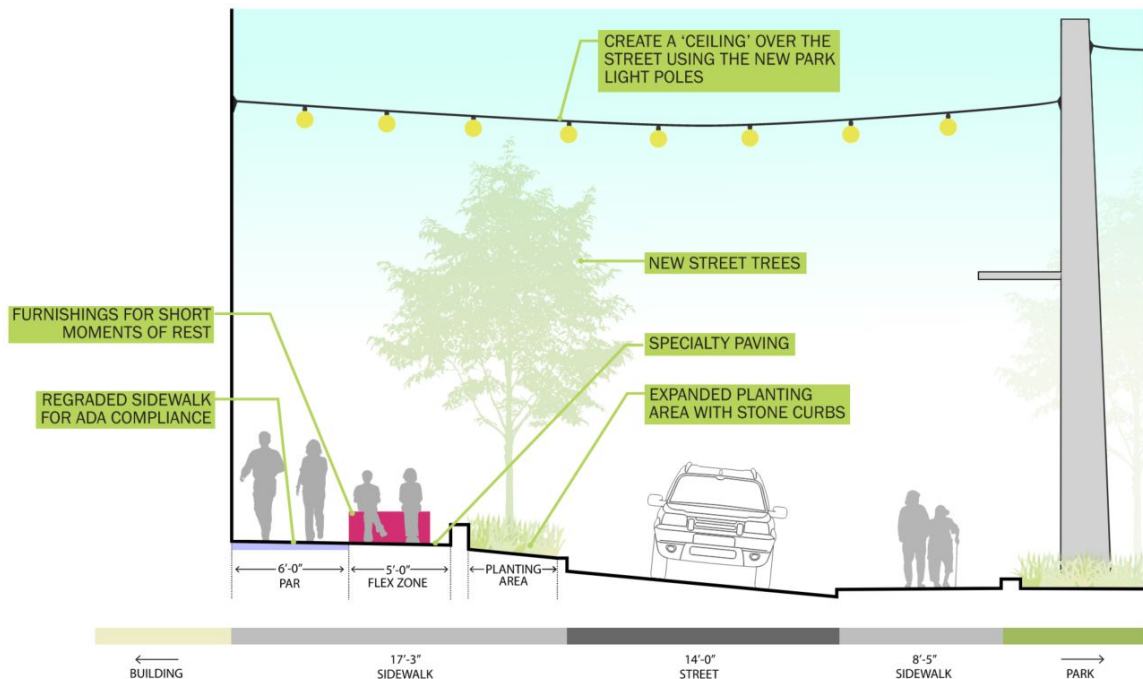 CREATE A ‘CEILING’ OVER THE
STREET USING THE NEW PARK
LIGHT POLES
NEW STREET TREES
FURNISHINGS FOR SHORT
MOMENTS OF REST
SPECIALTY PAVING
REGRADED SIDEWALK
FOR ADA COMPLIANCE
EXPANDED PLANTING
AREA WITH STONE CURBS
6’-0”
PAR
5’-0”
FLEX ZONE
PLANTING
AREA
BUILDING
17’-3”
SIDEWALK
14’-0”
STREET
8’-5”
SIDEWALK
PARK